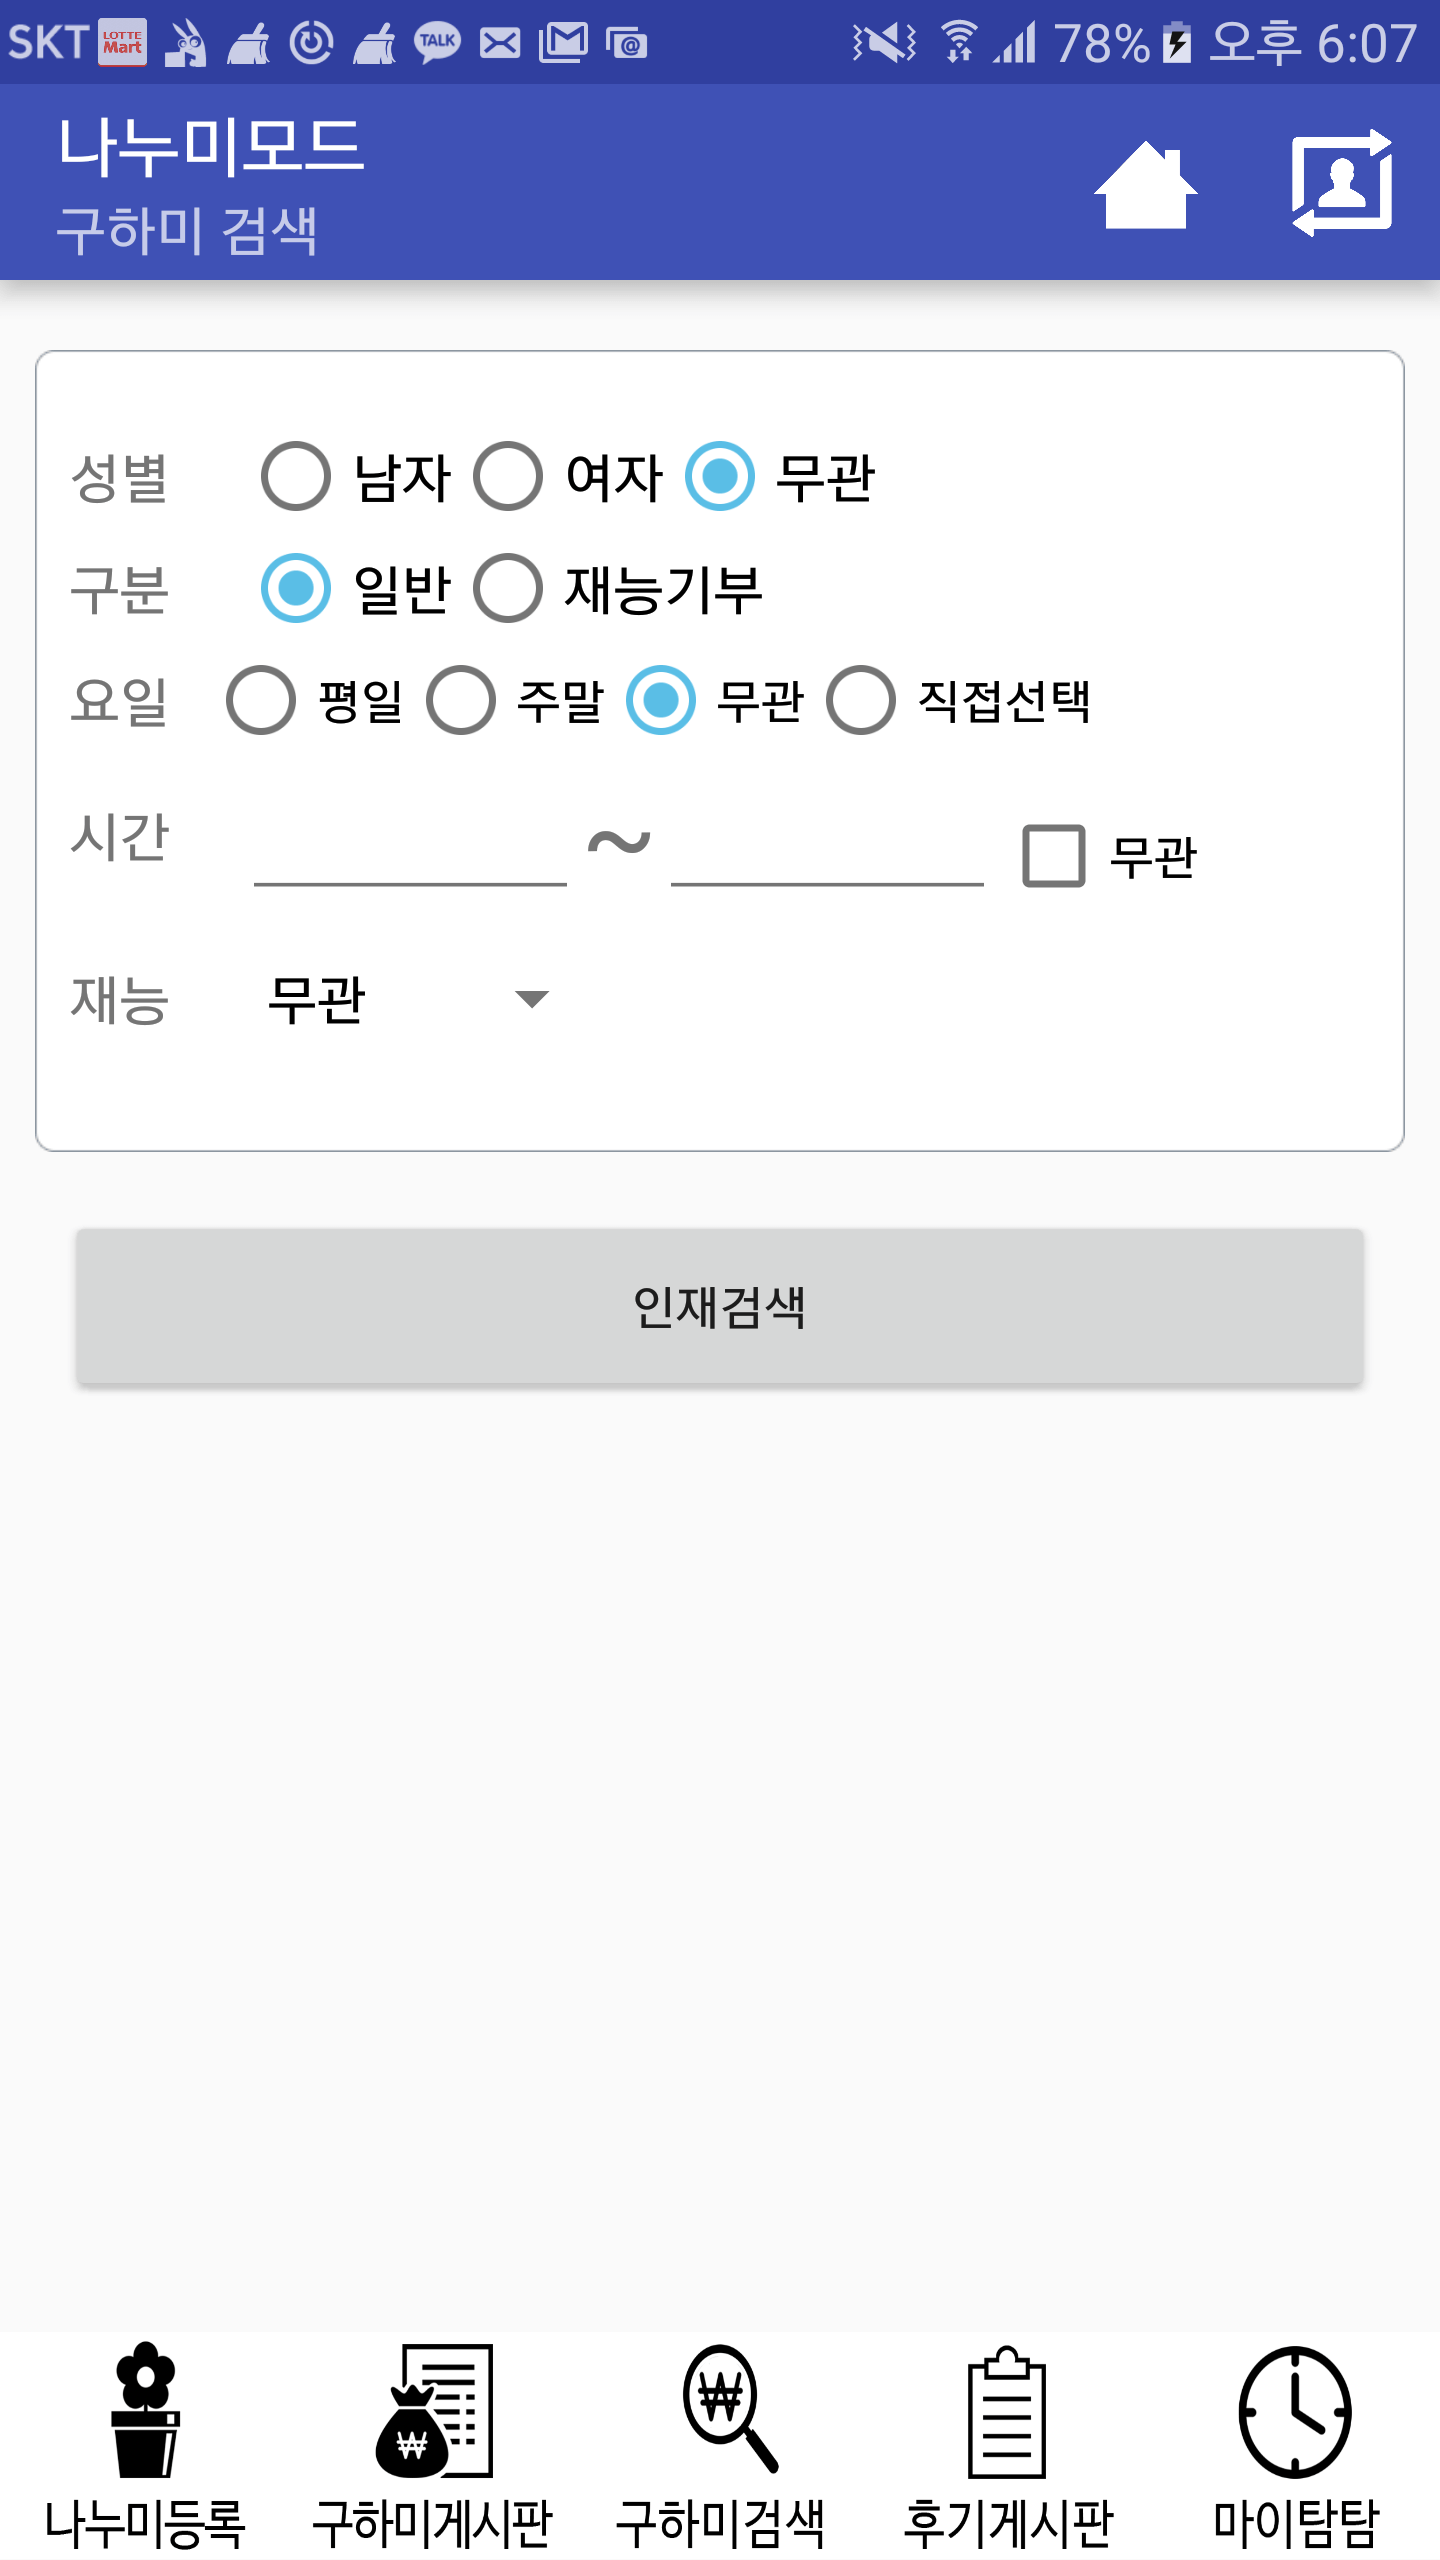 SKT LOTTE Mart TALK @ 78% 오후 6:07
나누미모드
구하미 검색
성별 남자 여자 무관
구분 일반 재능기부
요일 평일 주말 무관 직접선택
시간 ~ 무관
재능 무관
인재검색
₩ ₩
나누미등록 구하미게시판 구하미검색 후기게시판 마이탐탐